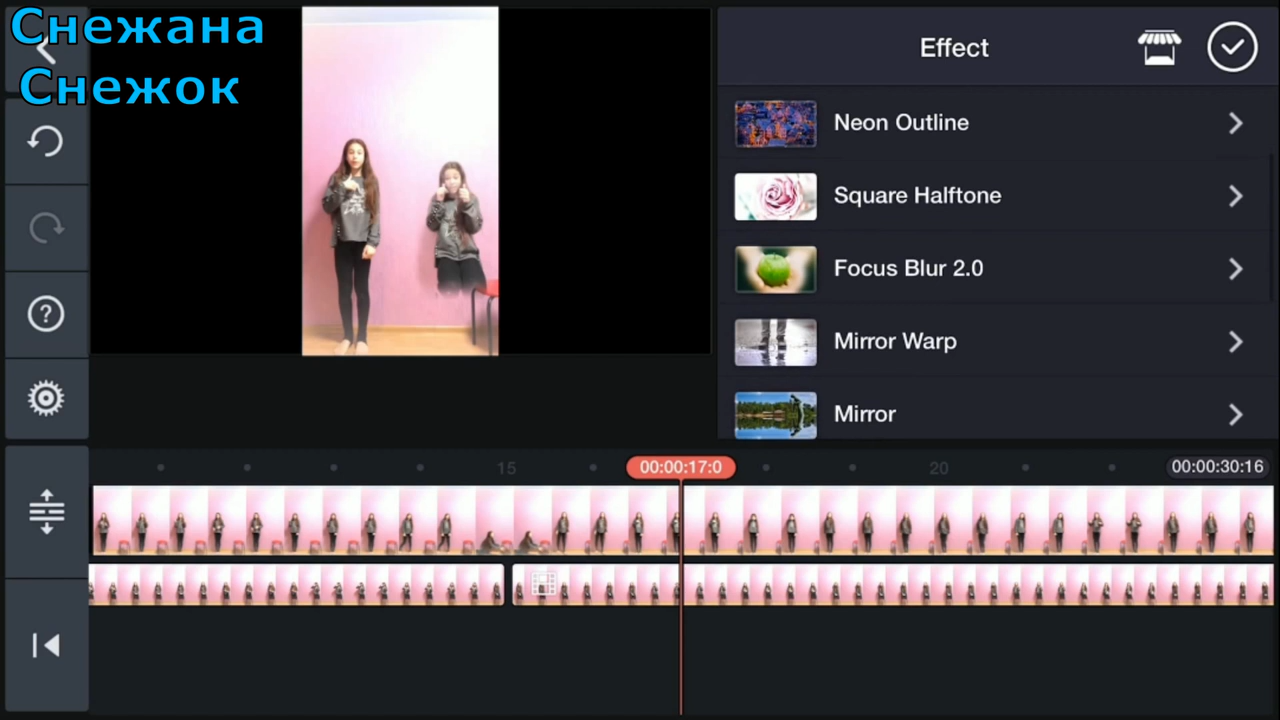 Снежана
Снежок
Effect
Neon Outline
Square Halftone
Focus Blur 2.0
Mirror Warp
Mirror
15
00:00:17:0
20
00:00:30:16